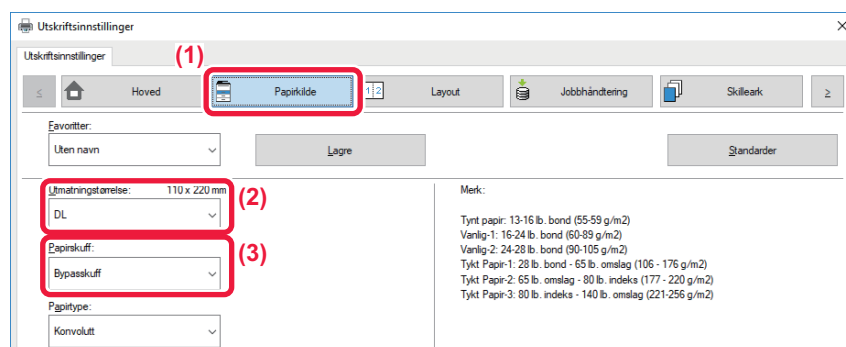 Utskriftsinnstillinger
Utskriftsinnstillinger
(1)
≤ Hoved Papirkilde 1 2 Layout Jobbhåndtering Skilleark ≥
Favoritter:
Uten navn Lagre Standarder
Utmatningstørrelse: 110 x 220 mm
(2)
DL
Papirskuff:
(3)
Bypasskuff
Papirtype:
Konvolutt
Merk:
Tynt papir: 13-16 lb. bond (55-59 g/m2)
Vanlig-1: 16-24 lb. bond (60-89 g/m2)
Vanlig-2: 24-28 lb. bond (90-105 g/m2)
Tykt Papir-1: 28 lb. bond - 65 lb. omslag (106 - 176 g/m2)
Tykt Papir-2: 65 lb. omslag - 80 lb. indeks (177 - 220 g/m2)
Tykt Papir-3: 80 lb. indeks - 140 lb. omslag (221-256 g/m2)